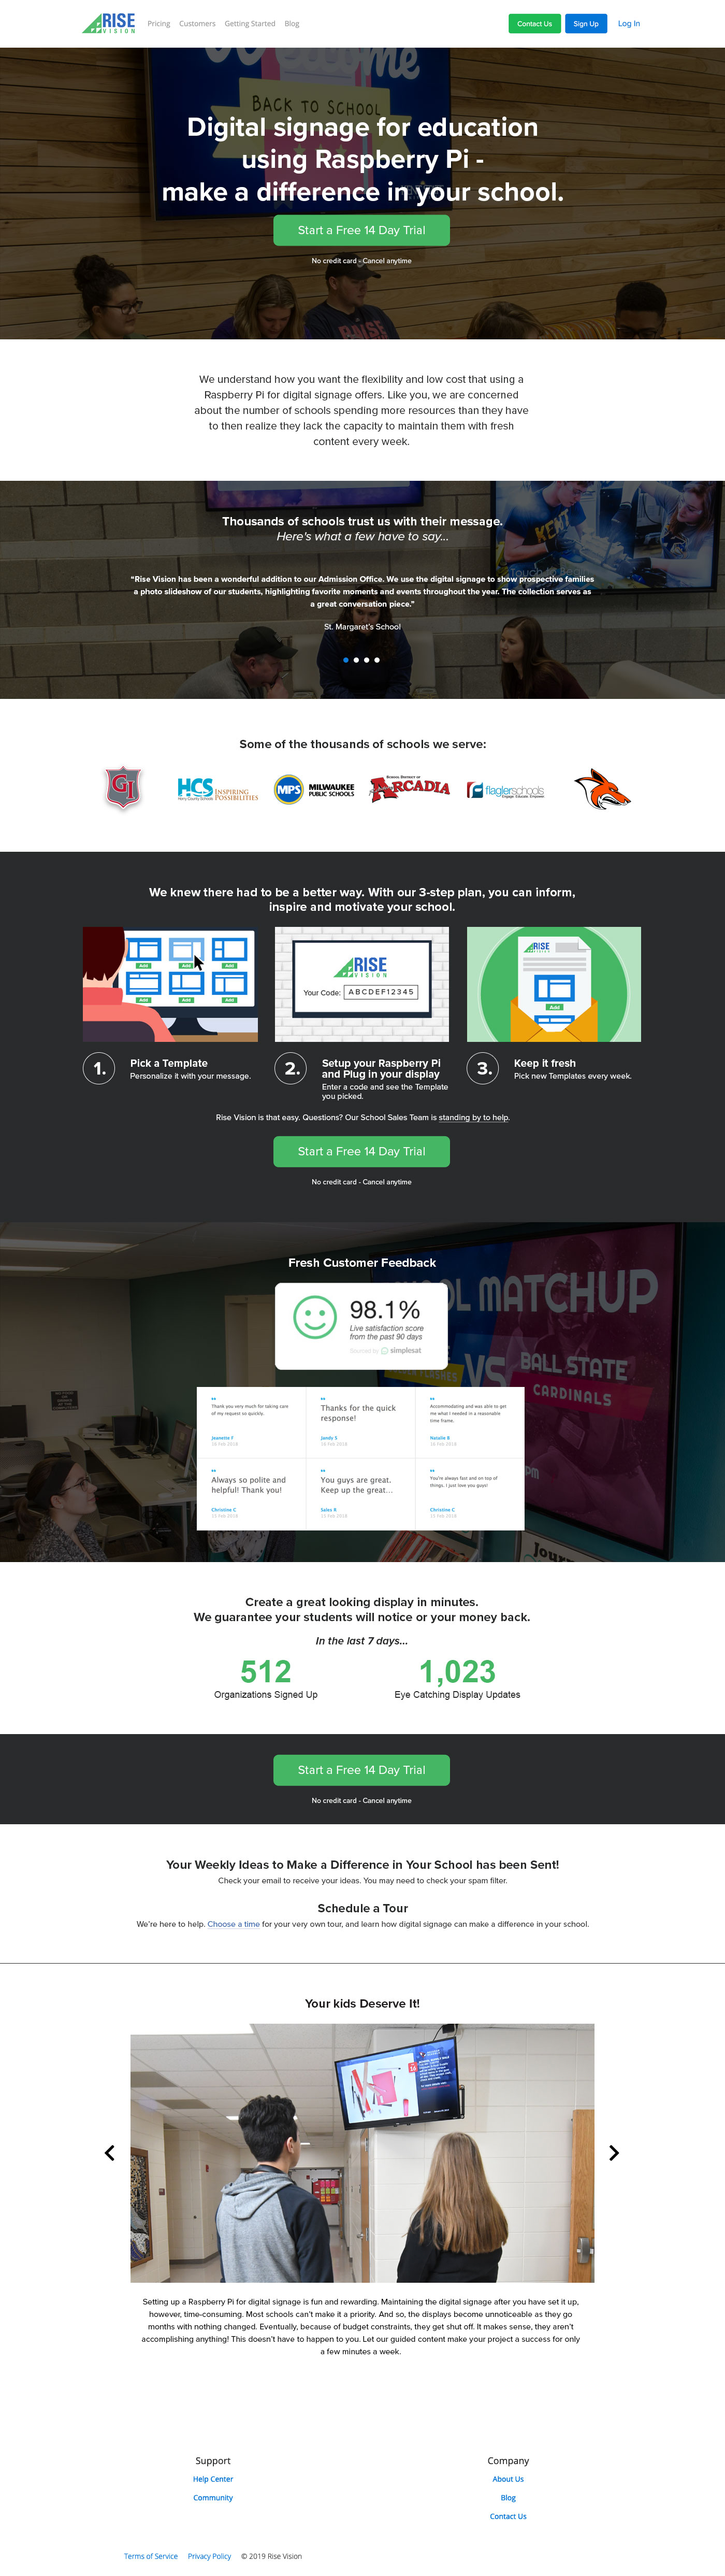 RISE
VISION
Pricing Customers Getting Started Blog
Contact Us
Sign Up
Log In
BACK TO SCHOOL
Digital signage for education
using Raspberry Pi -
make a difference in your school.
Start a Free 14 Day Trial
No credit card - Cancel anytime
We understand how you want the flexibility and low cost that using a
Raspberry Pi for digital signage offers. Like you, we are concerned
about the number of schools spending more resources than they have
to then realize they lack the capacity to maintain them with fresh
content every week.
KENT
Thousands of schools trust us with their message.
Here's what a few have to say...
"Rise Vision has been a wonderful addition to our Admission Office. We use the digital signage to show prospective families
a photo slideshow of our students, highlighting favorite moments and events throughout the year. The collection serves as
a great conversation piece."
St. Margaret's School
Some of the thousands of schools we serve:
GI
HCS
Horry County Schools
INSPIRING
POSSIBILITIES
MPS
MILWAUKEE
PUBLIC SCHOOLS
SCHOOL DISTRICT OF
ARCADIA
flaglerschools
Engage Educate Empower
We knew there had to be a better way. With our 3-step plan, you can inform,
inspire and motivate your school.
Add Add Add
Add Add Add
RISE
VISION
Your Code: ABCDEF12345
RISE
VISION
Add
1.
Pick a Template
Personalize it with your message.
2.
Setup your Raspberry Pi
and Plug in your display
Enter a code and see the Template
you picked.
3.
Keep it fresh
Pick new Templates every week.
Rise Vision is that easy. Questions? Our School Sales Team is standing by to help.
Start a Free 14 Day Trial
No credit card - Cancel anytime
Fresh Customer Feedback
98.1%
Live satisfaction score
from the past 90 days
simplesat
MATCHUP
VS
BALL STATE
CARDINALS
Thank you very much for taking care
of my request so quickly.
Jeanette F
16 Feb 2018
Thanks for the quick
response!
Jandy S
16 Feb 2018
Accommodating and was able to get
me what I needed in a reasonable
time frame.
Natalie B
16 Feb 2018
Always so polite and
helpful! Thank you!
Christine C
13 Feb 2018
You guys are great.
Keep up the great...
Sales R
13 Feb 2018
You're always fast and on top of
things. I just love you guys!
Christine C
13 Feb 2018
Create a great looking display in minutes.
We guarantee your students will notice or your money back.
In the last 7 days...
512
Organizations Signed Up
1,023
Eye Catching Display Updates
Start a Free 14 Day Trial
No credit card - Cancel anytime
Your Weekly Ideas to Make a Difference in Your School has been Sent!
Check your email to receive your ideas. You may need to check your spam filter.
Schedule a Tour
We're here to help. Choose a time for your very own tour, and learn how digital signage can make a difference in your school.
Your kids Deserve It!
Setting up a Raspberry Pi for digital signage is fun and rewarding. Maintaining the digital signage after you have set it up,
however, time-consuming. Most schools can't make it a priority. And so, the displays become unnoticeable as they go
months with nothing changed. Eventually, because of budget constraints, they get shut off. It makes sense, they aren't
accomplishing anything! This doesn't have to happen to you. Let our guided content make your project a success for only
a few minutes a week.
Support
Help Center
Community
Company
About Us
Blog
Contact Us
Terms of Service Privacy Policy © 2019 Rise Vision